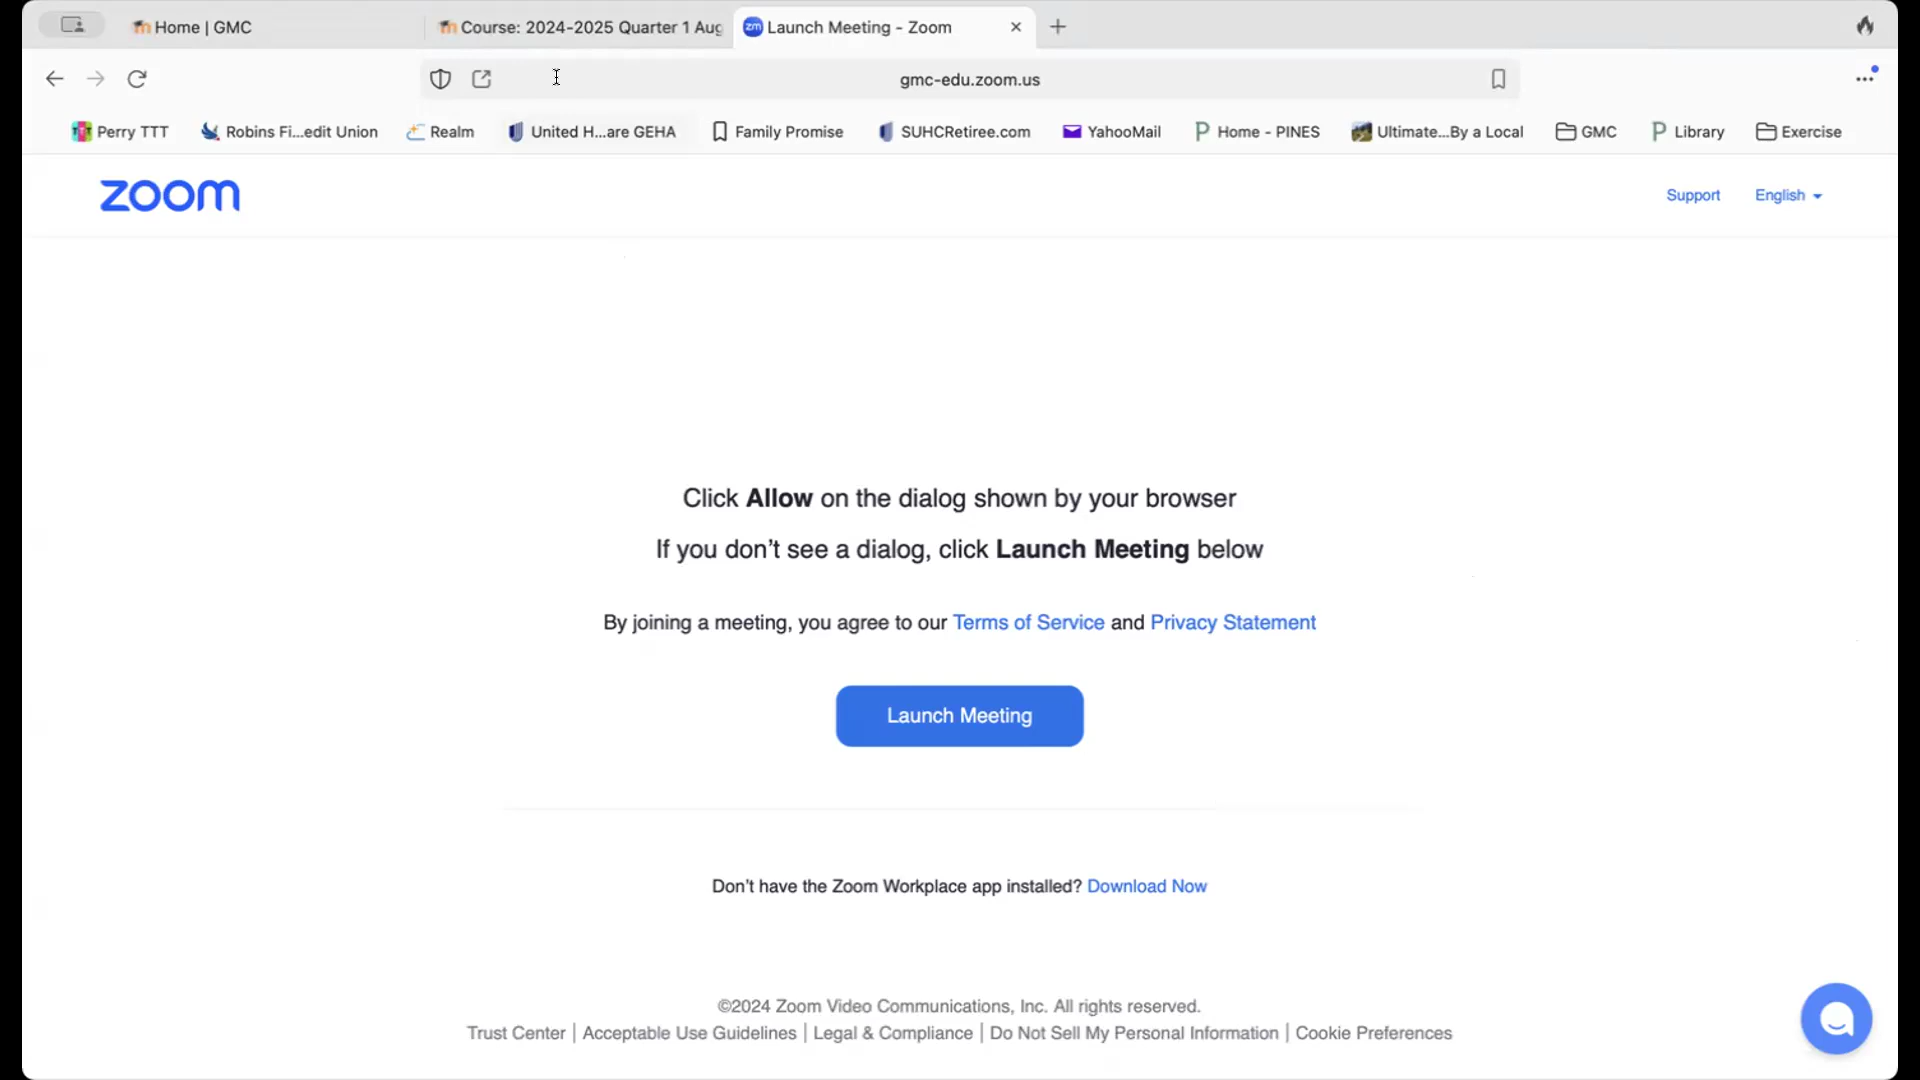 Home | GMC
Course: 2024-2025 Quarter 1 Aug
zm Launch Meeting - Zoom
gmc-edu.zoom.us
Perry TTT
Robins Fi...edit Union
Realm
United H...are GEHA
Family Promise
SUHCRetiree.com
YahooMail
Home - PINES
Ultimate...By a Local
GMC
Library
Exercise
zoom
Support
English
Click Allow on the dialog shown by your browser
If you don’t see a dialog, click Launch Meeting below
By joining a meeting, you agree to our Terms of Service and Privacy Statement
Launch Meeting
Don’t have the Zoom Workplace app installed? Download Now
©2024 Zoom Video Communications, Inc. All rights reserved.
Trust Center | Acceptable Use Guidelines | Legal & Compliance | Do Not Sell My Personal Information | Cookie Preferences